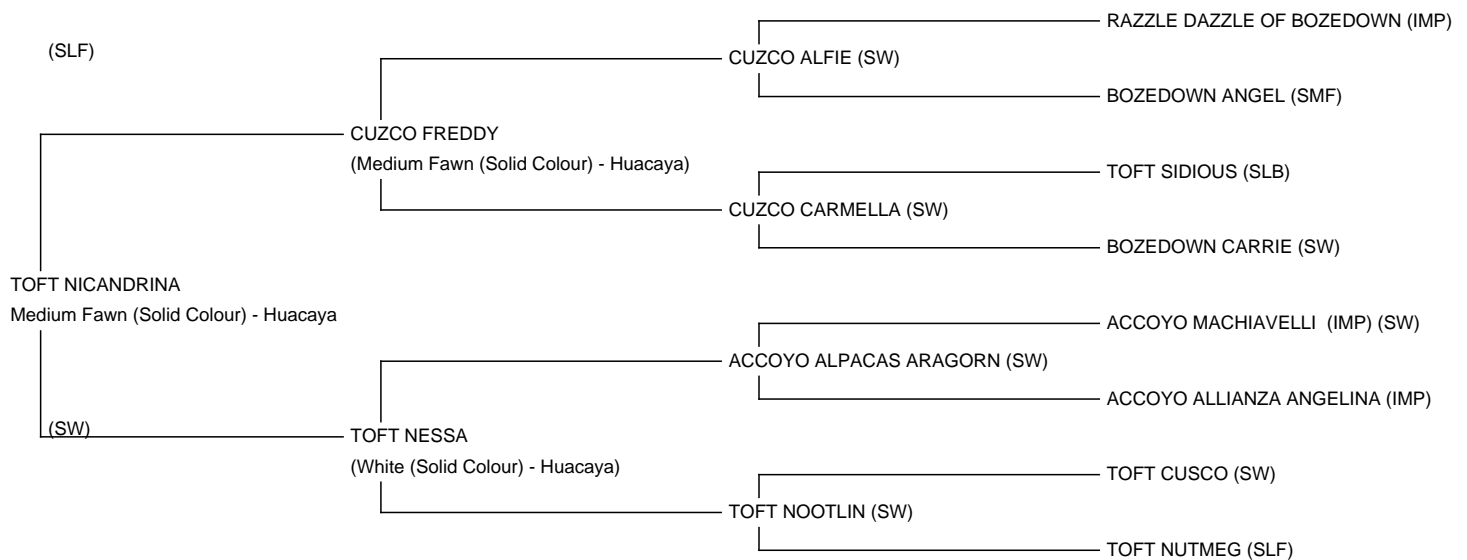 RAZZLE DAZZLE OF BOZEDOWN (IMP)
(SLF)
CUZCO ALFIE (SW)
BOZEDOWN ANGEL (SMF)
CUZCO FREDDY
(Medium Fawn (Solid Colour) - Huacaya)
TOFT SIDIOUS (SLB)
CUZCO CARMELLA (SW)
BOZEDOWN CARRIE (SW)
TOFT NICANDRINA
Medium Fawn (Solid Colour) - Huacaya
ACCOYO MACHIAVELLI  (IMP) (SW)
ACCOYO ALPACAS ARAGORN (SW)
ACCOYO ALLIANZA ANGELINA (IMP)
(SW)
TOFT NESSA
(White (Solid Colour) - Huacaya)
TOFT CUSCO (SW)
TOFT NOOTLIN (SW)
TOFT NUTMEG (SLF)